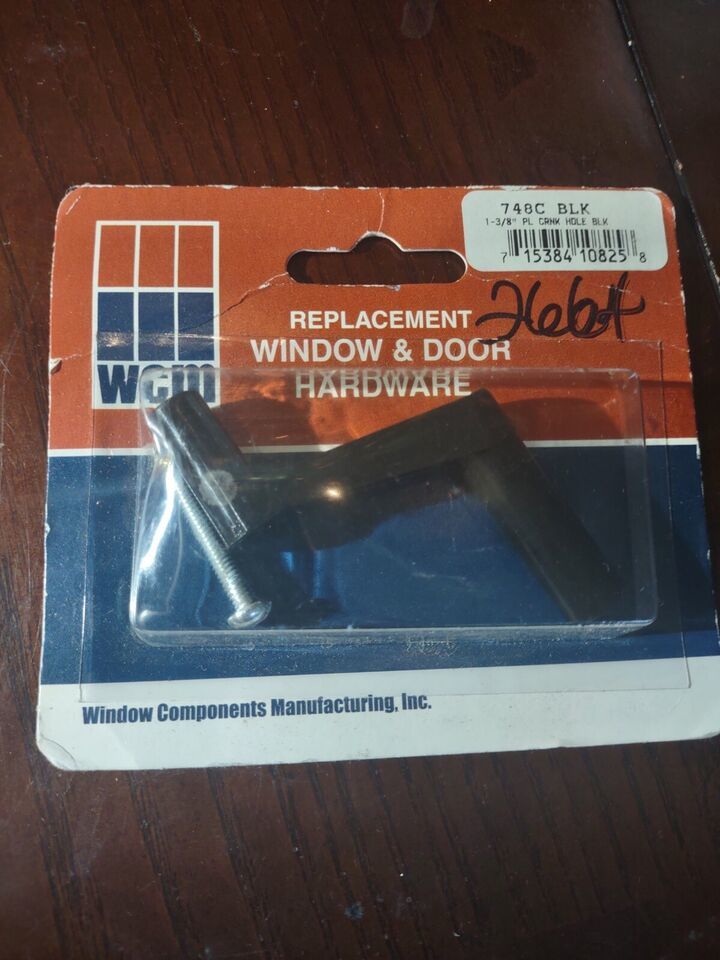 748C BLK
1-3/8" PL CRNK HOLE BLK
7 15384 10825 8
REPLACEMENT
WINDOW & DOOR
HARDWARE
wcm
Window Components Manufacturing, Inc.